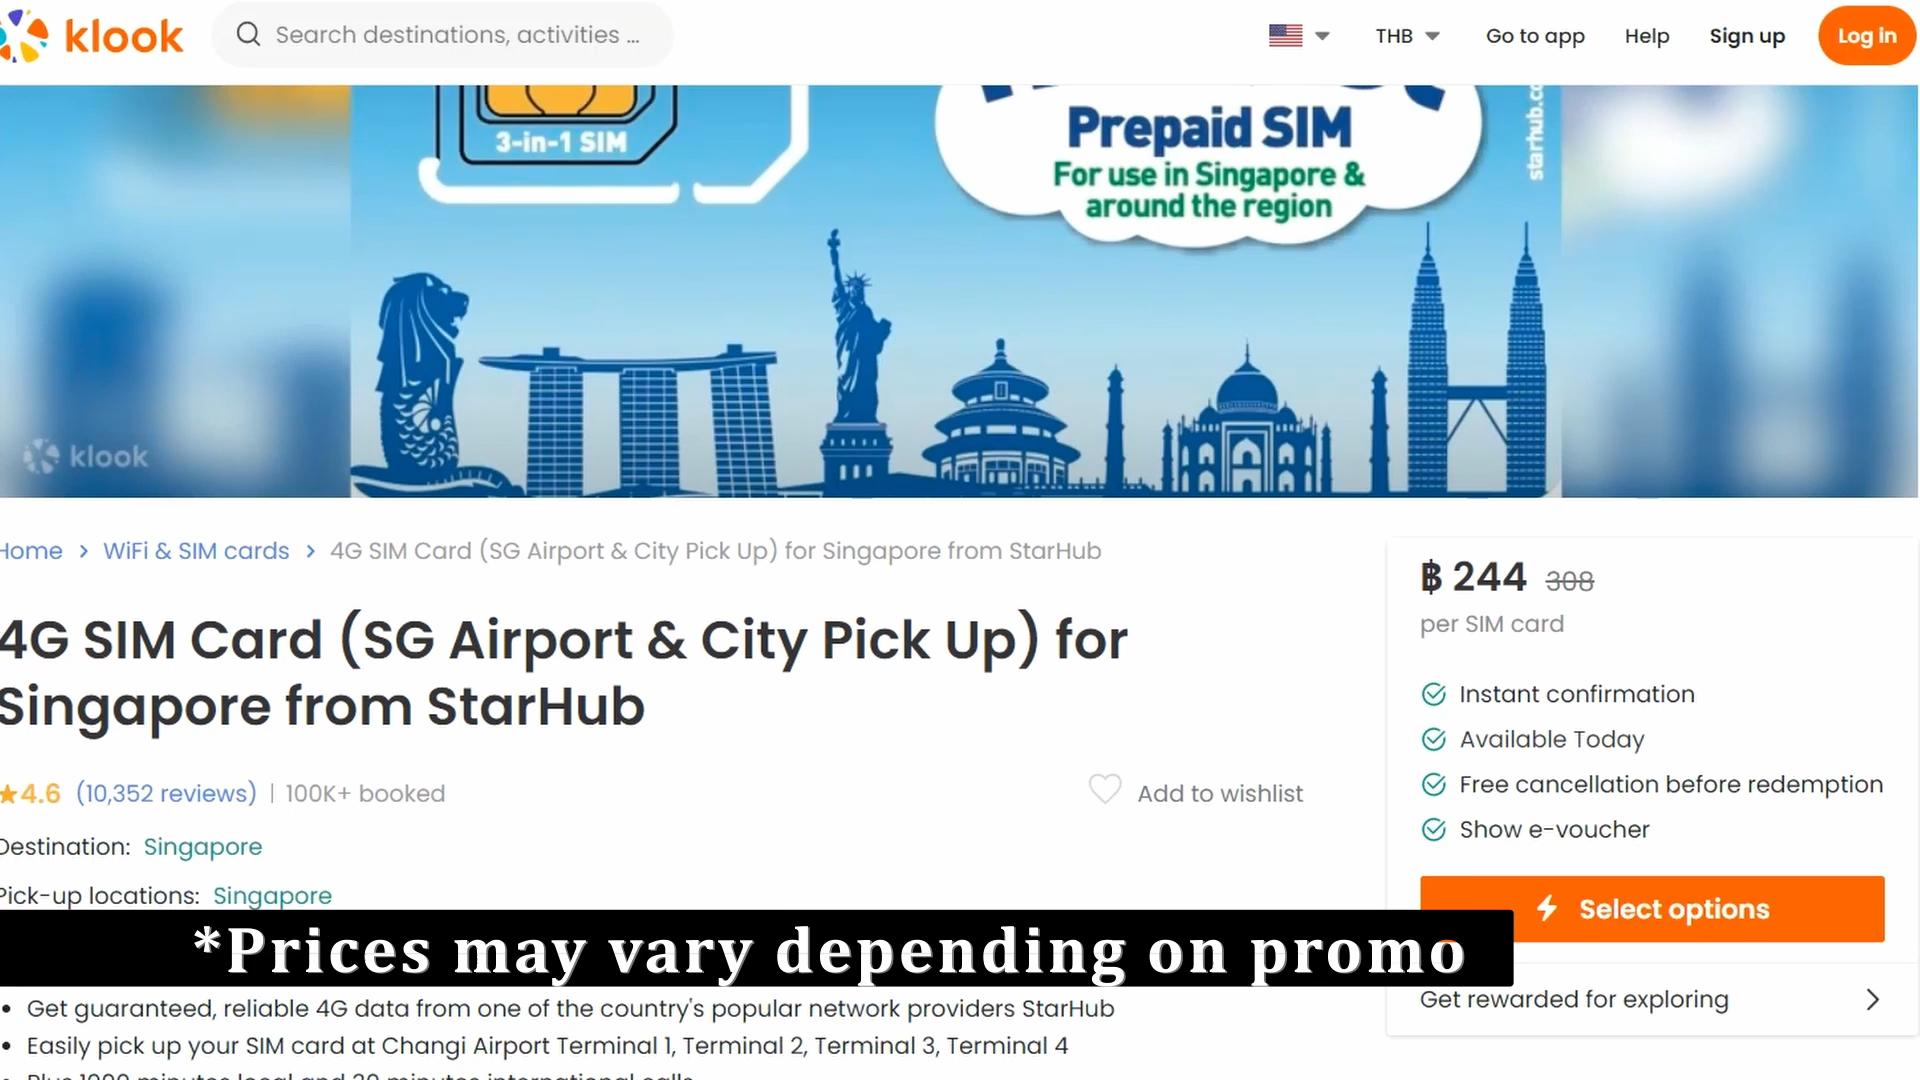 klook
Search destinations, activities ...
THB
Go to app
Help
Sign up
Log in
3-in-1 SIM
Prepaid SIM
For use in Singapore &
around the region
klook
Home > WiFi & SIM cards > 4G SIM Card (SG Airport & City Pick Up) for Singapore from StarHub
4G SIM Card (SG Airport & City Pick Up) for
Singapore from StarHub
4.6 (10,352 reviews) | 100K+ booked
Add to wishlist
Destination: Singapore
Pick-up locations: Singapore
฿ 244 308
per SIM card
Instant confirmation
Available Today
Free cancellation before redemption
Show e-voucher
Select options
*Prices may vary depending on promo
Get rewarded for exploring
• Get guaranteed, reliable 4G data from one of the country's popular network providers StarHub
• Easily pick up your SIM card at Changi Airport Terminal 1, Terminal 2, Terminal 3, Terminal 4